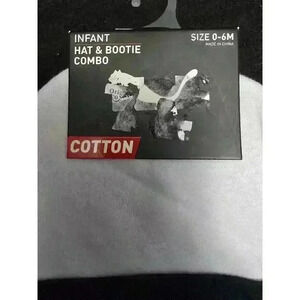 INFANT
HAT & BOOTIE
COMBO
SIZE 0-6M
MADE IN CHINA
COTTON